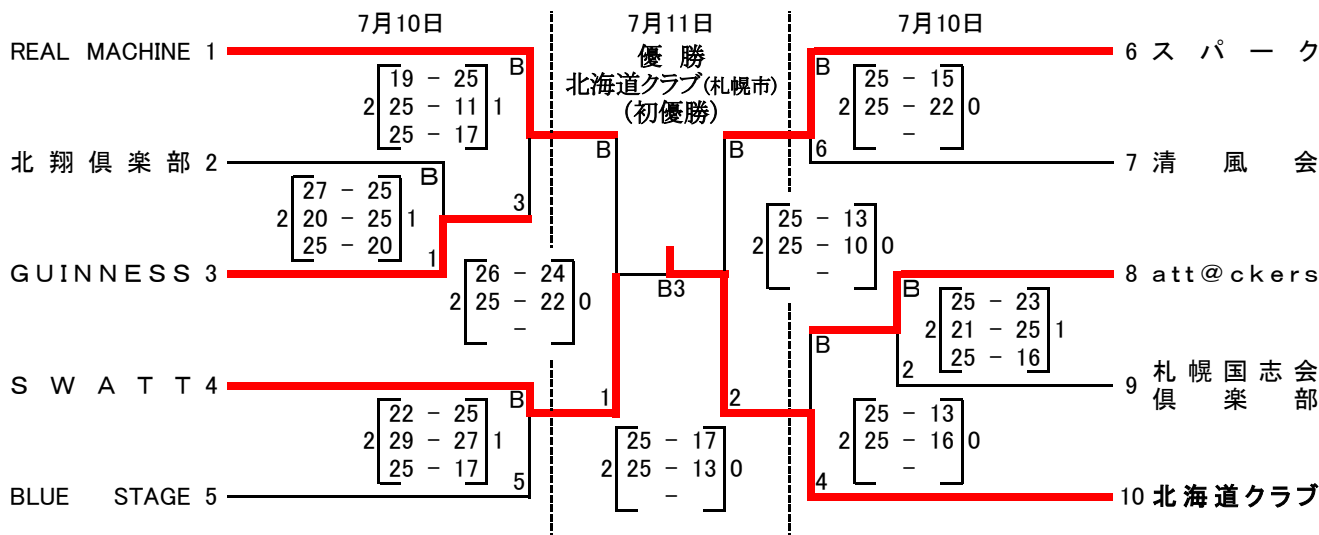 7月10日 7月11日 7月10日
REAL MACHINE 1
優 勝
北海道クラブ(札幌市)
(初優勝)
6 スパーク
B
19 - 25
2 25 - 11 1
25 - 17
B
25 - 15
2 25 - 22 0
-
B
B
6
北翔倶楽部 2
7 清風会
B
27 - 25
2 20 - 25 1
25 - 20
3
1
25 - 13
2 25 - 10 0
-
GUINNESS 3
26 - 24
2 25 - 22 0
-
B3
8 att@ckers
B
25 - 23
2 21 - 25 1
25 - 16
B
2
SWATT 4
9 札幌国志会
倶楽部
B
1
2
22 - 25
2 29 - 27 1
25 - 17
5
25 - 17
2 25 - 13 0
-
25 - 13
2 25 - 16 0
-
4
BLUE STAGE 5
10 北海道クラブ